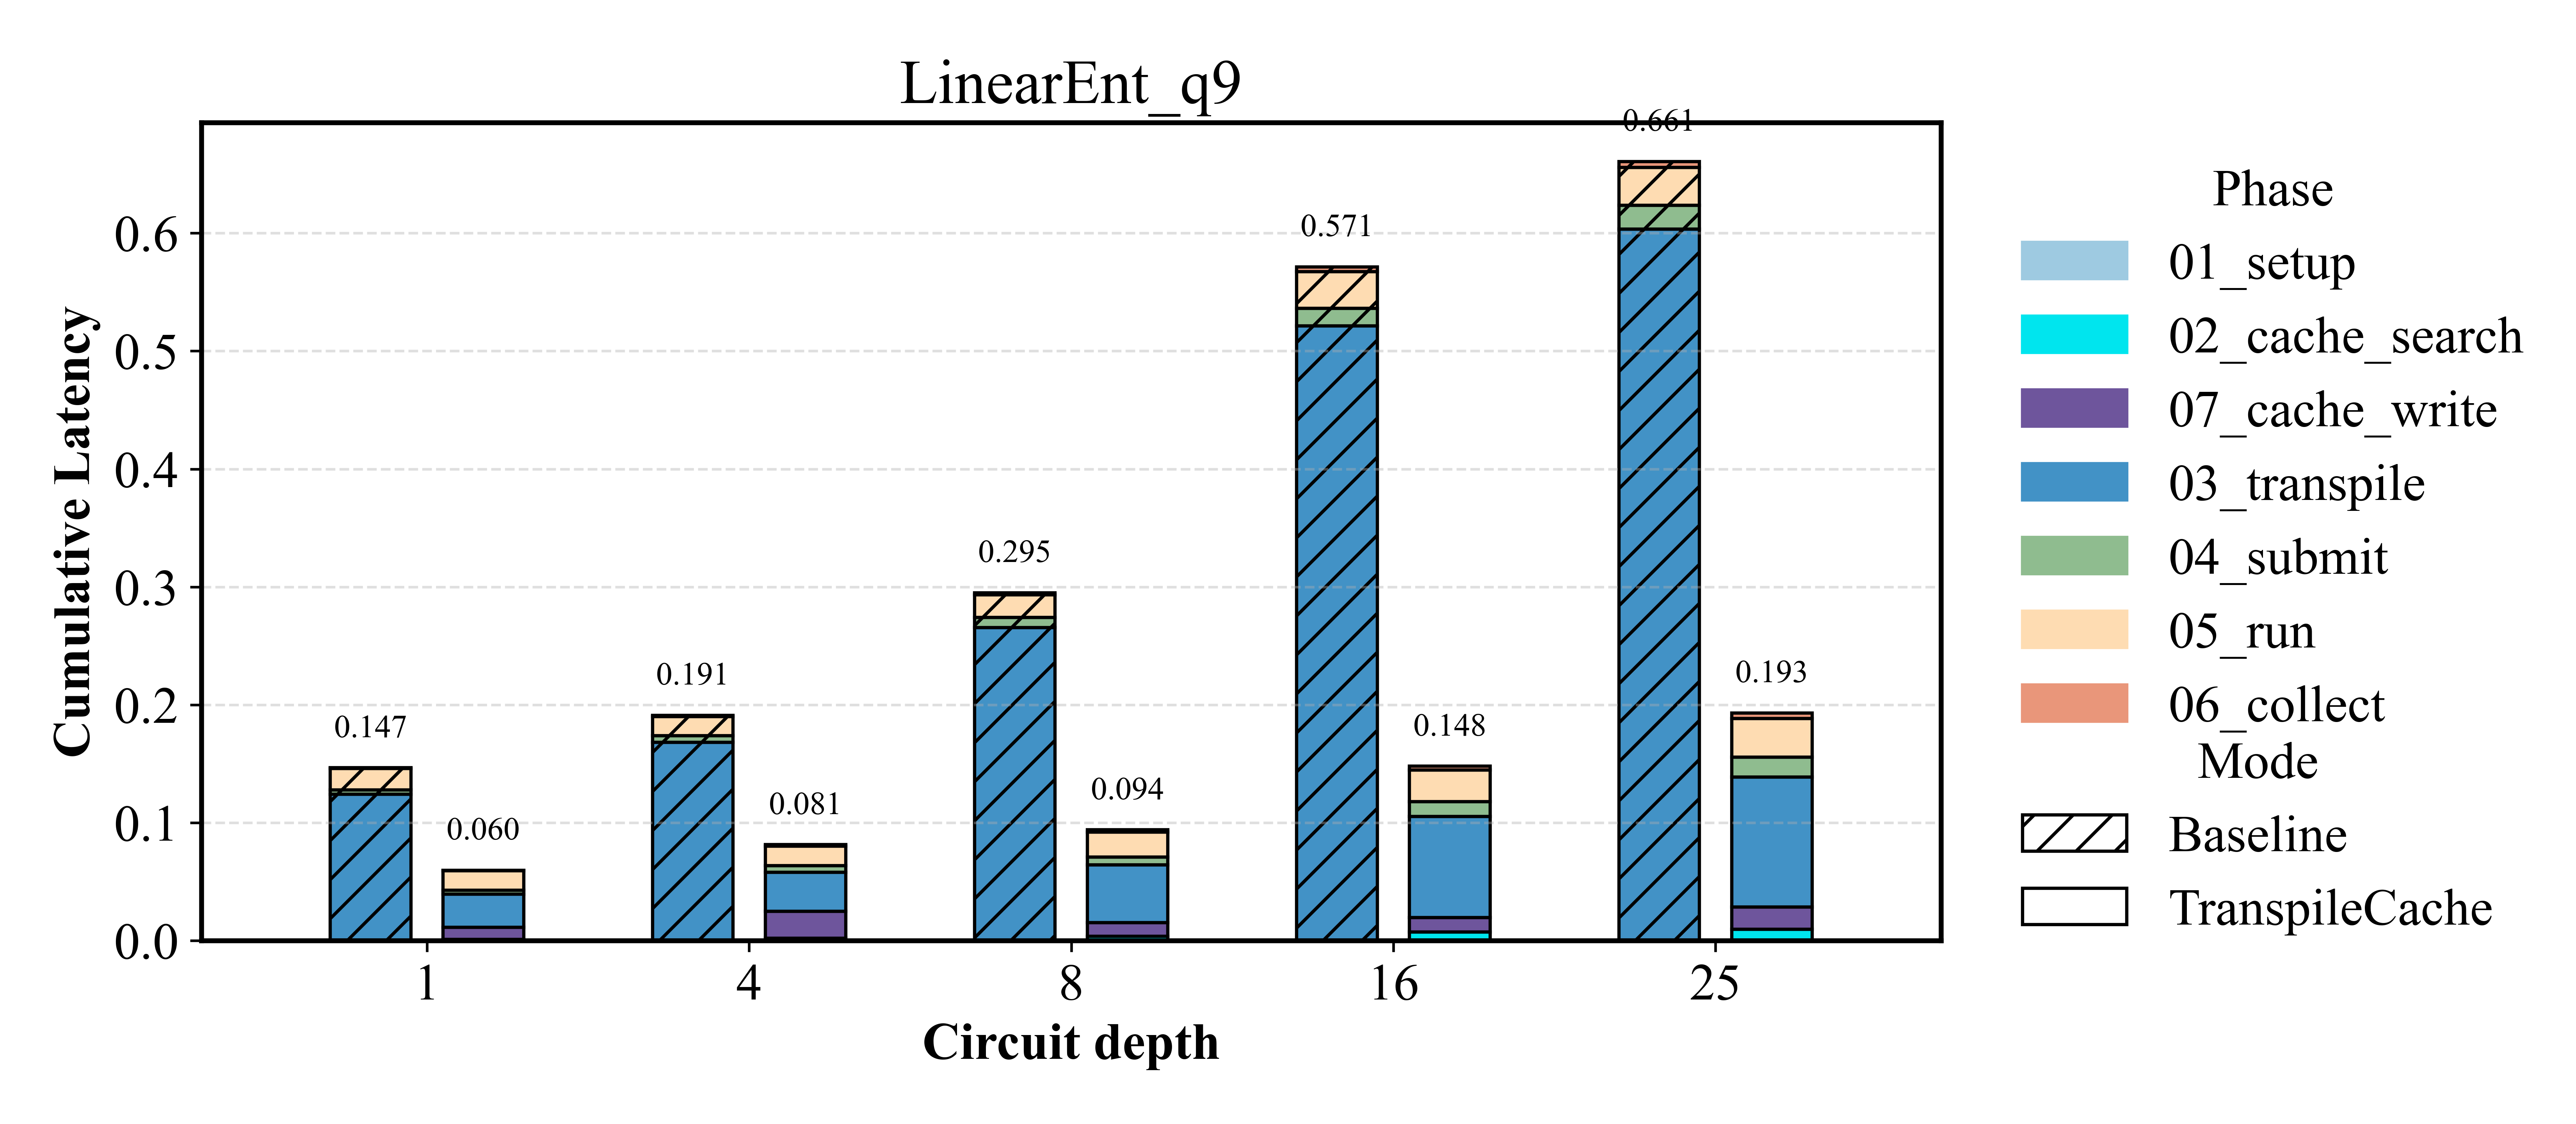 LinearEnt_q9
0.661
0.571
0.295
0.191
0.147
0.193
0.148
0.094
0.081
0.060
Cumulative Latency
0.6
0.5
0.4
0.3
0.2
0.1
0.0
1 4 8 16 25
Circuit depth
Phase
01_setup
02_cache_search
07_cache_write
03_transpile
04_submit
05_run
06_collect
Mode
Baseline
TranspileCache